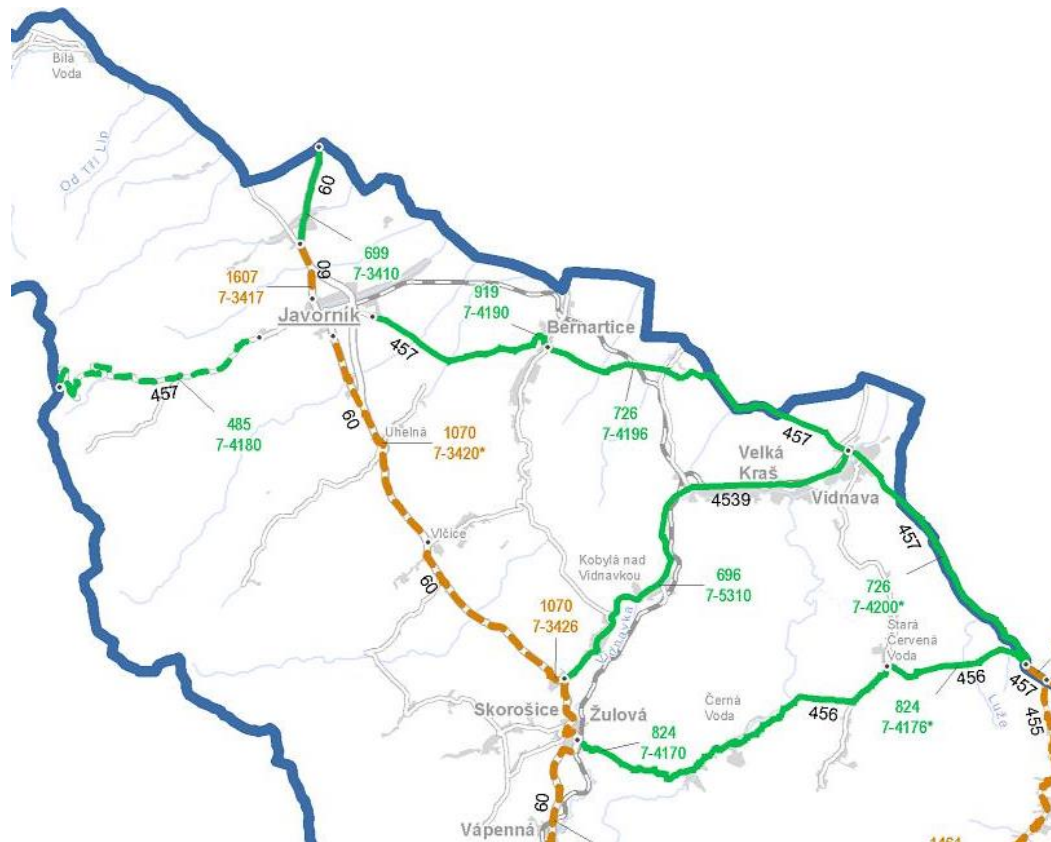 Bílá
Voda
Od Tří Lip
60
699
7-3410
1607
7-3417
60
919
7-4190
Javorník
Bernartice
457
457
485
7-4180
60
Uhelná
1070
7-3420*
726
7-4196
457
Velká
Kraš
4539
Vidnava
457
Vlčice
60
Kobylá nad
Vidnavkou
696
7-5310
726
7-4200*
1070
7-3426
Vidnavka
Stará
Červená
Voda
456
457
Skorošice
Žulová
Černá
Voda
456
824
7-4176*
Luže
455
824
7-4170
60
Vápenná
1461